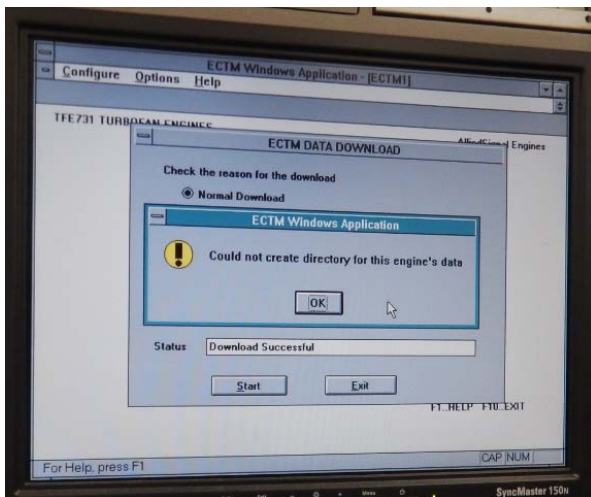 ECTM Windows Application - [ECTM1]
Configure Options Help
TFE731 TURBOFAN ENGINES
AlliedSignal Engines
ECTM DATA DOWNLOAD
Check the reason for the download
Normal Download
ECTM Windows Application
Could not create directory for this engine's data
OK
Status Download Successful
Start Exit
F1..HELP F10..EXIT
For Help, press F1
CAP NUM
Menu
SyncMaster 150N